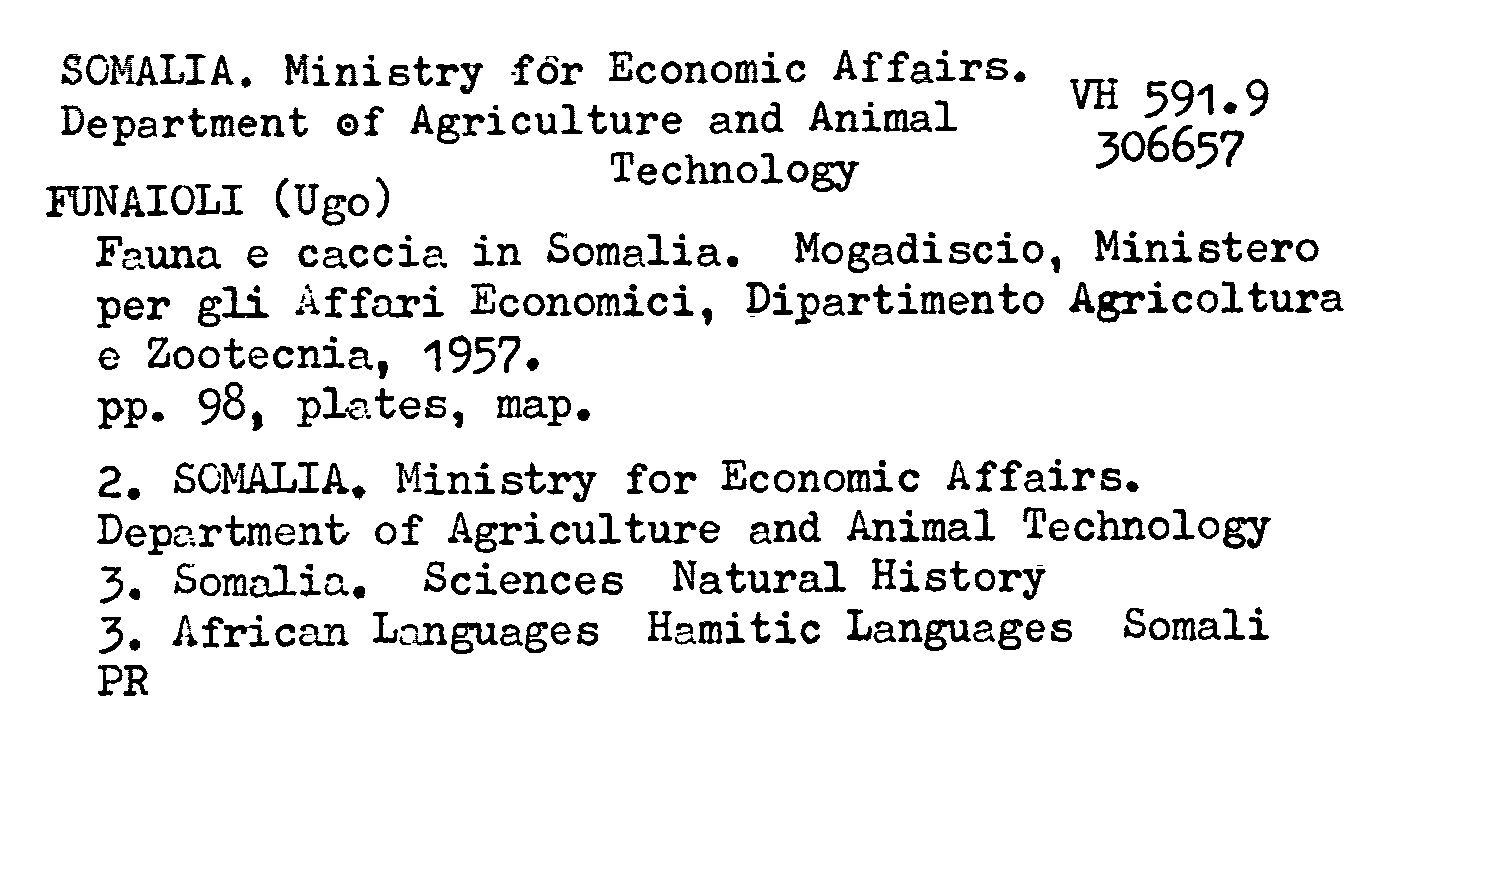 SOMALIA. Ministry for Economic Affairs.
VH 591.9
Department of Agriculture and Animal
306657
Technology
FUNAIOLI (Ugo)
Fauna e caccia in Somalia. Mogadiscio, Ministero
per gli Affari Economici, Dipartimento Agricoltura
e Zootecnia, 1957.
pp. 98, plates, map.
2. SOMALIA. Ministry for Economic Affairs.
Department of Agriculture and Animal Technology
3. Somalia. Sciences Natural History
3. African Languages Hamitic Languages Somali
PR